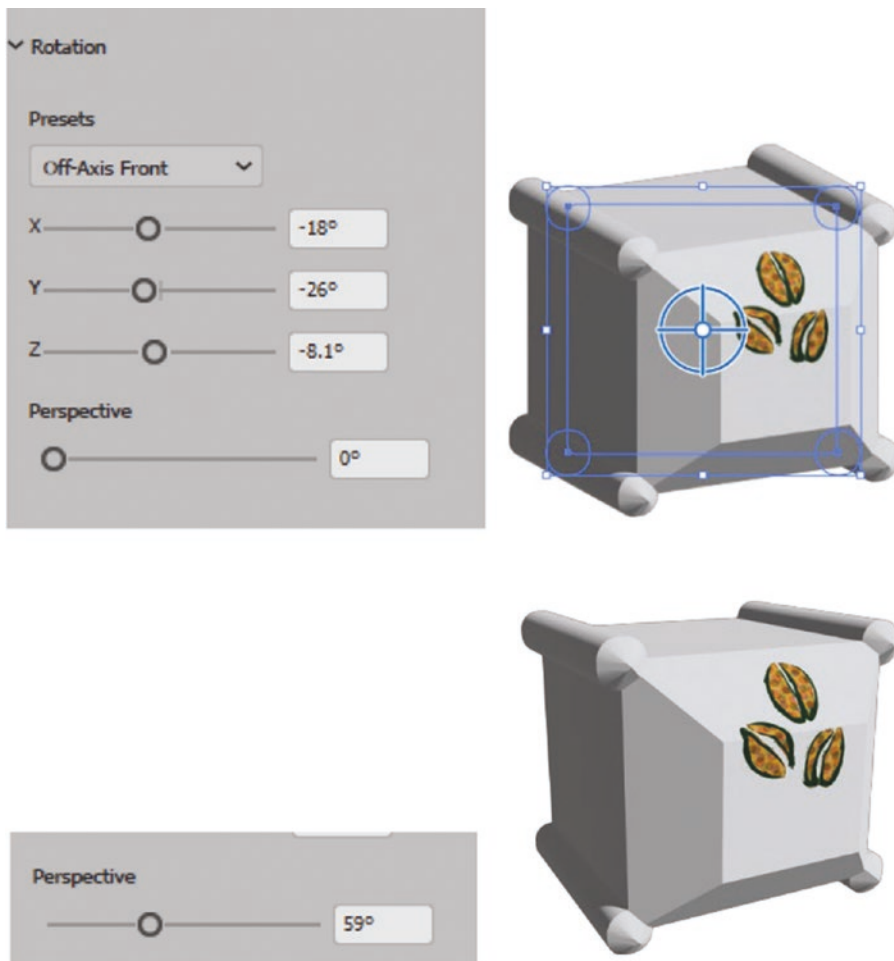 Rotation
Presets
Off-Axis Front
X -18°
Y -26°
Z -8.1°
Perspective
0°
Perspective
59°